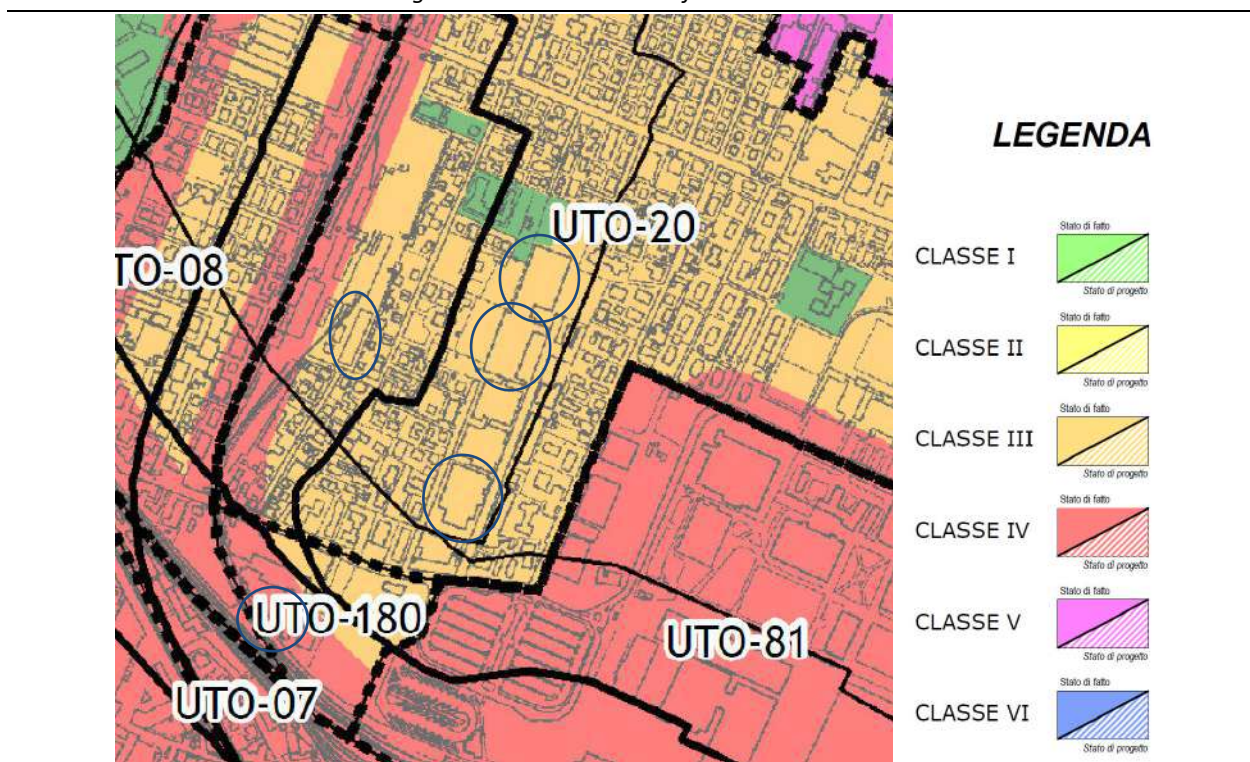 UTO-20
TO-08
UTO-180
UTO-81
UTO-07
LEGENDA
CLASSE I
Stato di fatto
Stato di progetto
CLASSE II
Stato di fatto
Stato di progetto
CLASSE III
Stato di fatto
Stato di progetto
CLASSE IV
Stato di fatto
Stato di progetto
CLASSE V
Stato di fatto
Stato di progetto
CLASSE VI
Stato di fatto
Stato di progetto